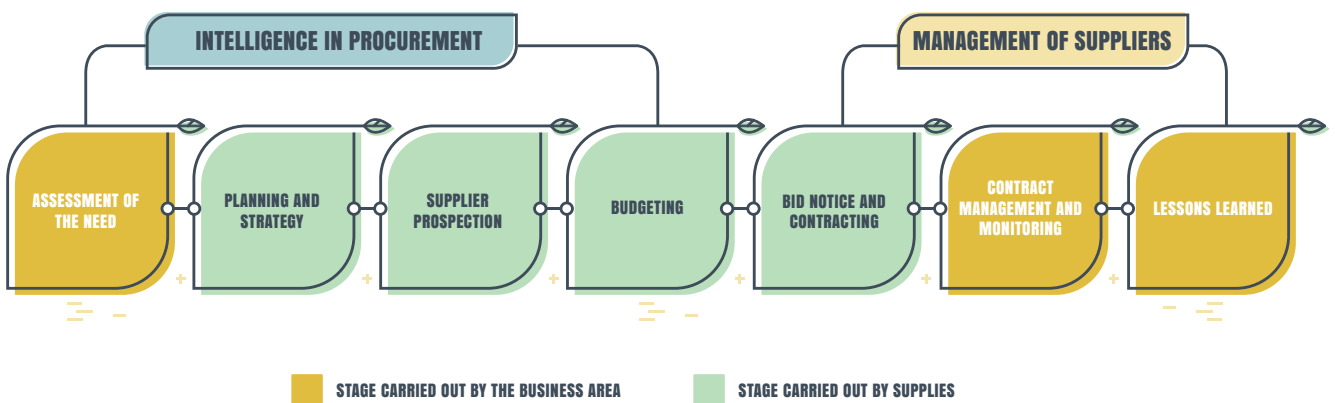 INTELLIGENCE IN PROCUREMENT
MANAGEMENT OF SUPPLIERS
ASSESSMENT OF
THE NEED
PLANNING AND
STRATEGY
SUPPLIER
PROSPECTION
BUDGETING
BID NOTICE AND
CONTRACTING
CONTRACT
MANAGEMENT AND
MONITORING
LESSONS LEARNED
STAGE CARRIED OUT BY THE BUSINESS AREA
STAGE CARRIED OUT BY SUPPLIES